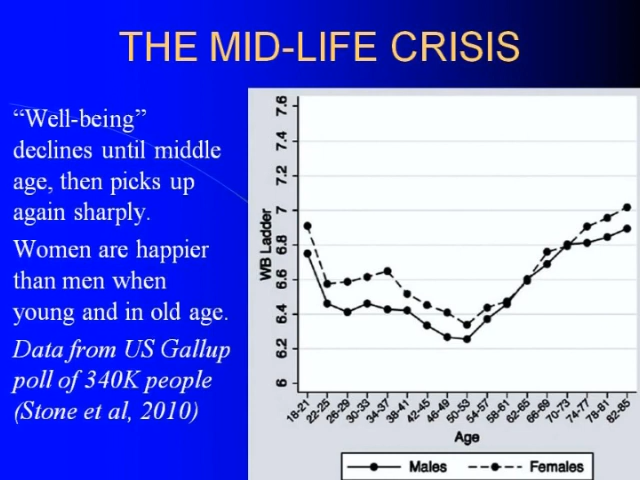 THE MID-LIFE CRISIS
“Well-being”
declines until middle
age, then picks up
again sharply.
Women are happier
than men when
young and in old age.
Data from US Gallup
poll of 340K people
(Stone et al, 2010)
WB Ladder
7.6
7.4
7.2
7
6.8
6.6
6.4
6.2
6
18-21
22-25
26-29
30-33
34-37
38-41
42-45
46-49
50-53
54-57
58-61
62-65
66-69
70-73
74-77
78-81
82-85
Age
Males
Females